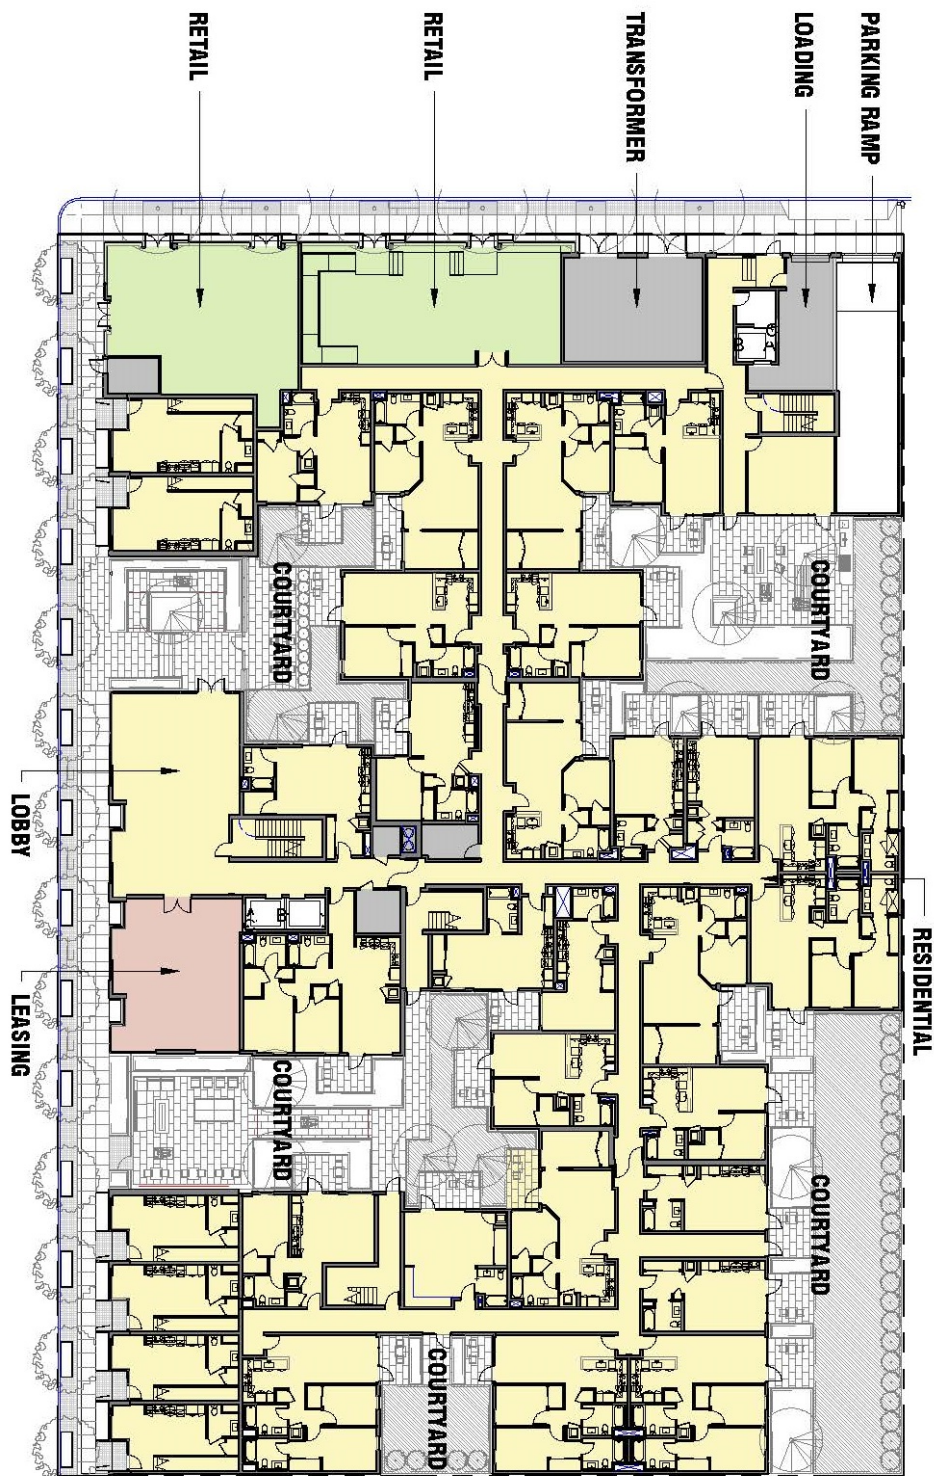 RETAIL
RETAIL
TRANSFORMER
LOADING
PARKING RAMP
COURTYARD
COURTYARD
LOBBY
RESIDENTIAL
LEASING
COURTYARD
COURTYARD
COURTYARD